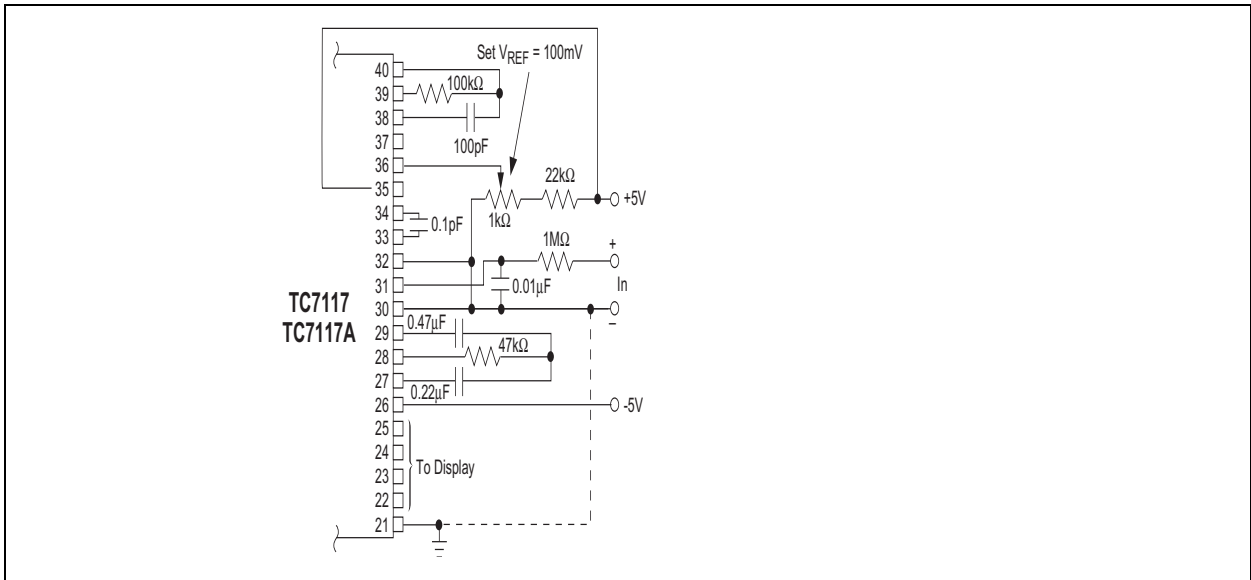 Set VREF = 100mV
40
39
100kΩ
38
100pF
37
36
35
22kΩ
+5V
1kΩ
34
0.1pF
33
1MΩ
+
32
31
0.01μF
In
TC7117
TC7117A
30
–
29
0.47μF
28
47kΩ
27
0.22μF
26
-5V
25
24
To Display
23
22
21